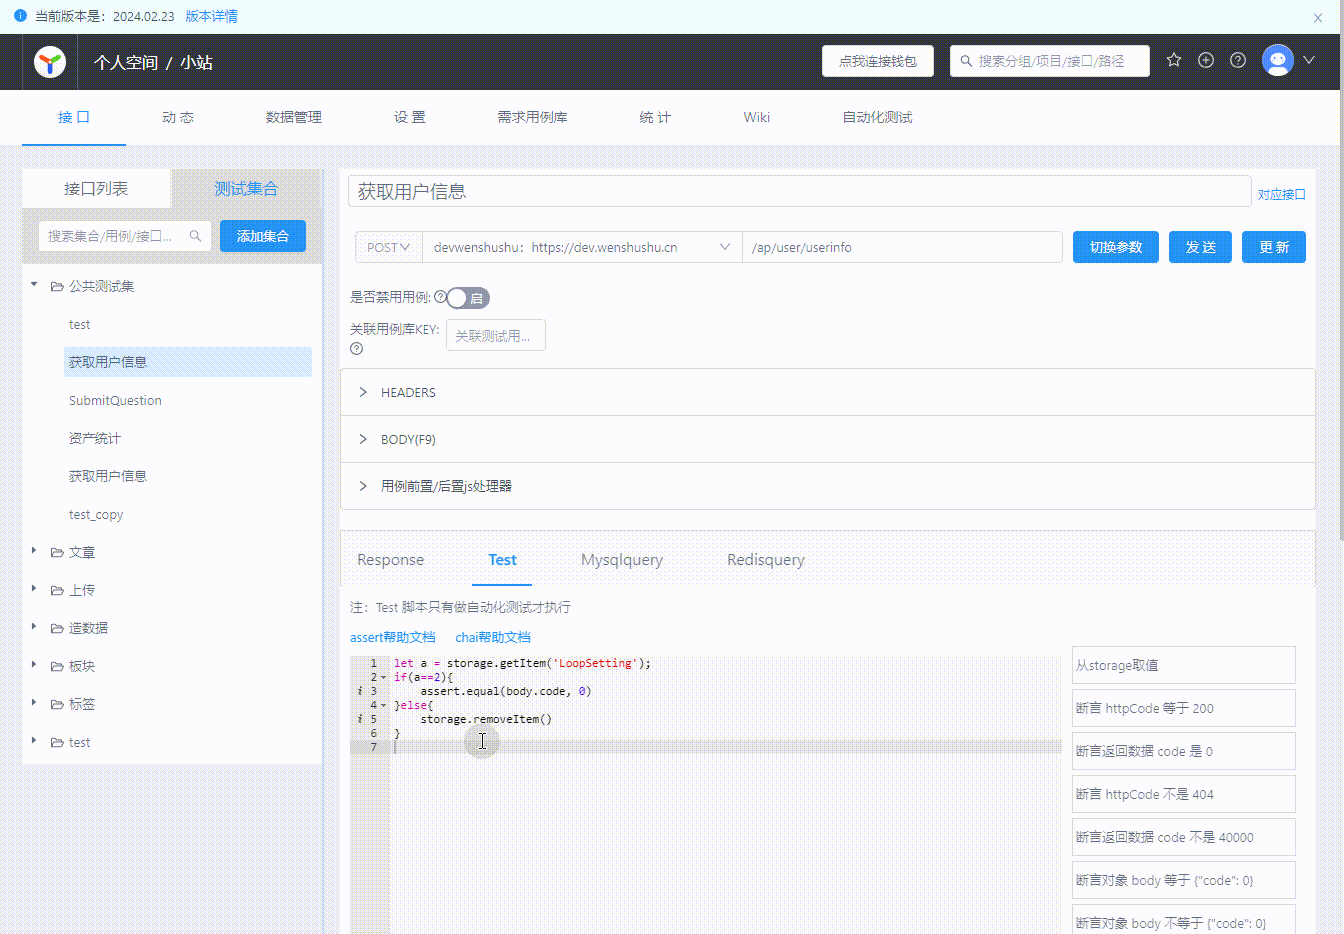 当前版本是：2024.02.23 版本详情
个人空间 / 小站
点我连接钱包
搜索分组/项目/接口/路径
接 口 动 态 数据管理 设 置 需求用例库 统 计 Wiki 自动化测试
接口列表 测试集合
搜索集合/用例/接口... 添加集合
公共测试集
test
获取用户信息
SubmitQuestion
资产统计
获取用户信息
test_copy
文章
上传
造数据
板块
标签
test
获取用户信息 对应接口
POST devwenshushu：https://dev.wenshushu.cn /ap/user/userinfo 切换参数 发 送 更 新
是否禁用用例: 启
关联用例库KEY: 关联测试用...
HEADERS
BODY(F9)
用例前置/后置js处理器
Response Test Mysqlquery Redisquery
注：Test 脚本只有做自动化测试才执行
assert帮助文档 chai帮助文档
1 let a = storage.getItem('LoopSetting');
2 if(a==2){
i 3 assert.equal(body.code, 0)
4 }else{
i 5 storage.removeItem()
6 }
7
从storage取值
断言 httpCode 等于 200
断言返回数据 code 是 0
断言 httpCode 不是 404
断言返回数据 code 不是 40000
断言对象 body 等于 {"code": 0}
断言对象 body 不等于 {"code": 0}